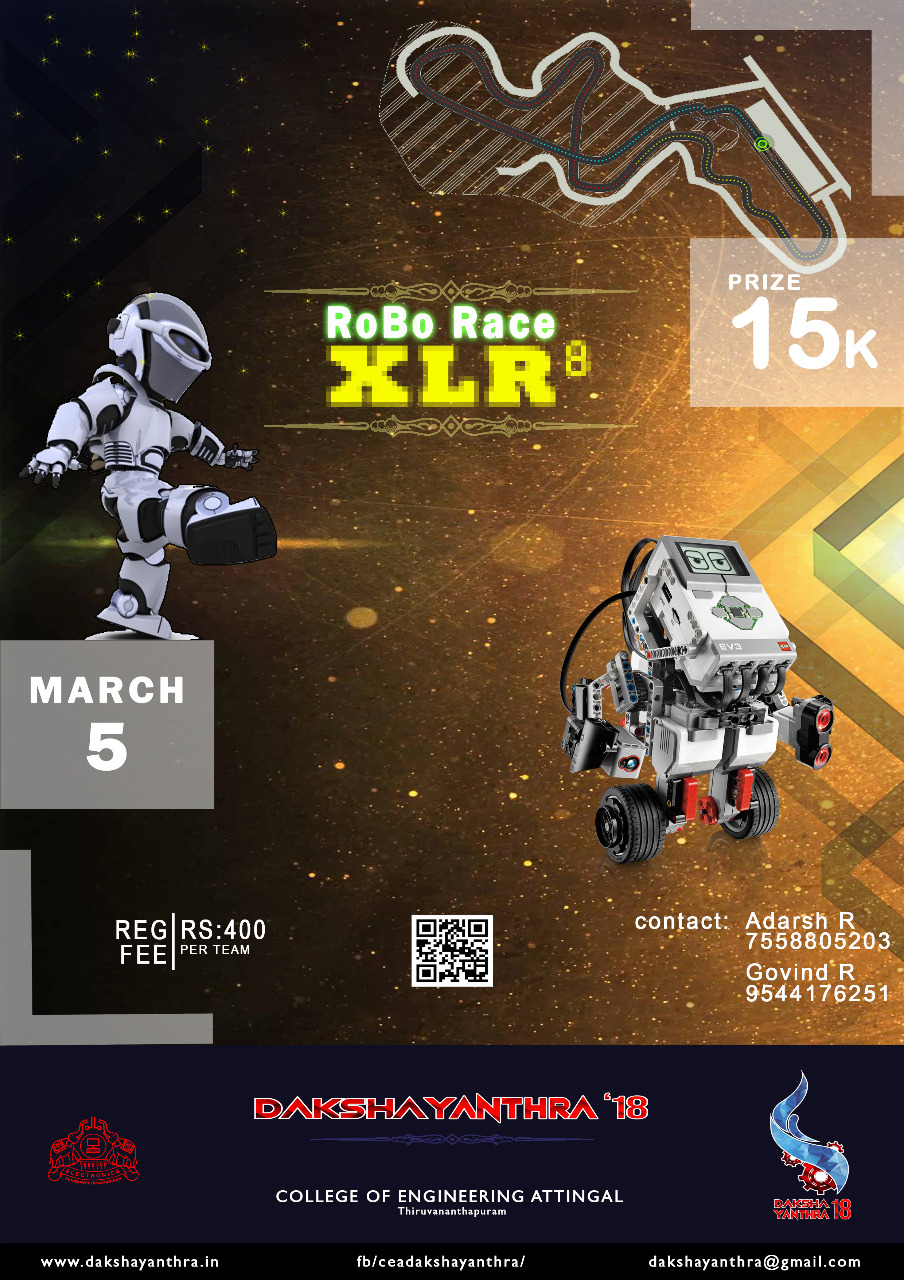 PRIZE
15K
RoBo Race
XLR8
EV3
MARCH
5
REG FEE
RS:400
PER TEAM
contact: Adarsh R
7558805203
Govind R
9544176251
DAKSHAYANTHRA '18
ELECTRONICS
COLLEGE OF ENGINEERING ATTINGAL
Thiruvananthapuram
DAKSHA
YANTHRA 18
www.dakshayanthra.in
fb/ceadakshayanthra/
dakshayanthra@gmail.com